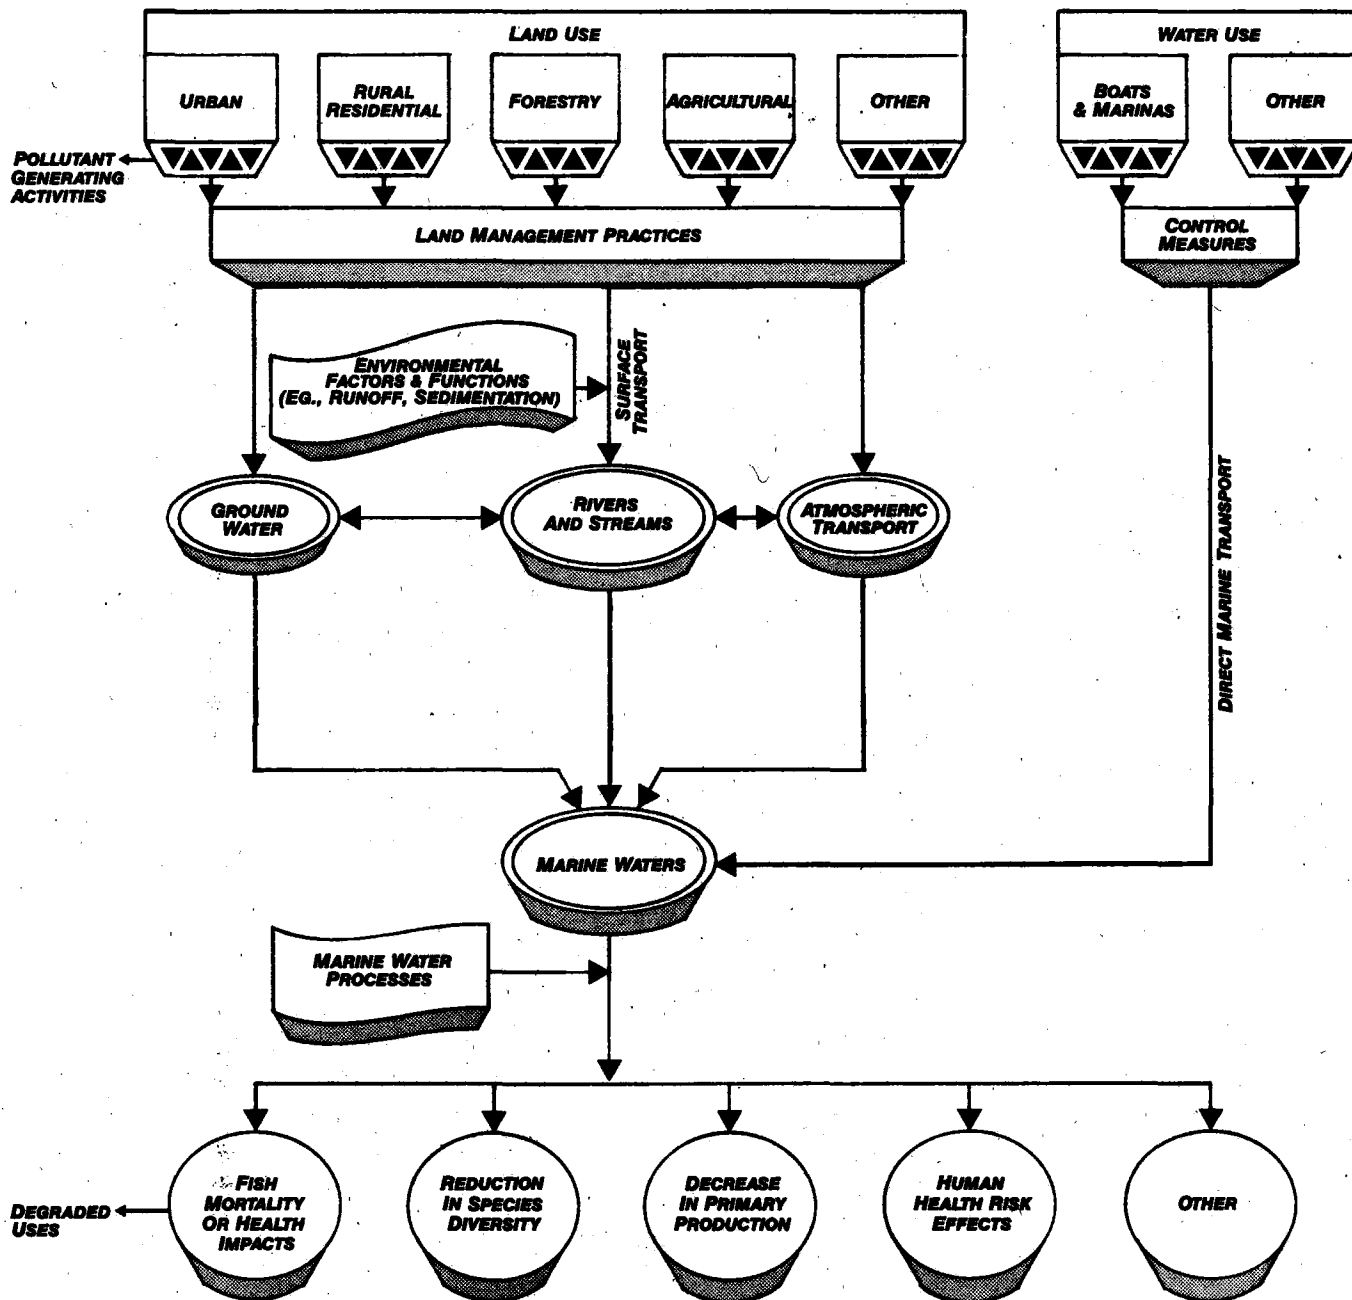 LAND USE
WATER USE
URBAN
RURAL
RESIDENTIAL
FORESTRY
AGRICULTURAL
OTHER
BOATS
& MARINAS
OTHER
POLLUTANT
GENERATING
ACTIVITIES
LAND MANAGEMENT PRACTICES
CONTROL
MEASURES
ENVIRONMENTAL
FACTORS & FUNCTIONS
(EG., RUNOFF, SEDIMENTATION)
SURFACE
TRANSPORT
GROUND
WATER
RIVERS
AND STREAMS
ATMOSPHERIC
TRANSPORT
DIRECT MARINE TRANSPORT
MARINE WATERS
MARINE WATER
PROCESSES
DEGRADED
USES
FISH
MORTALITY
OR HEALTH
IMPACTS
REDUCTION
IN SPECIES
DIVERSITY
DECREASE
IN PRIMARY
PRODUCTION
HUMAN
HEALTH RISK
EFFECTS
OTHER